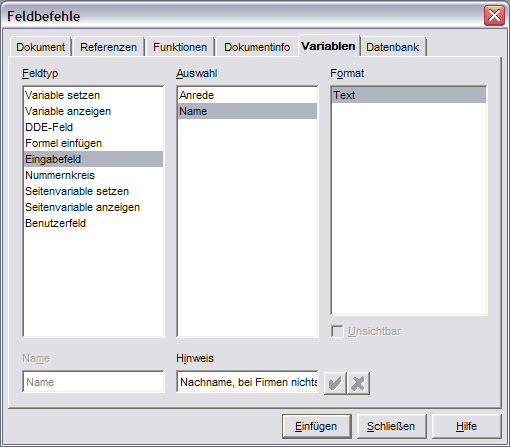 Feldbefehle
Dokument Referenzen Funktionen Dokumentinfo Variablen Datenbank
Feldtyp
Variable setzen
Variable anzeigen
DDE-Feld
Formel einfügen
Eingabefeld
Nummernkreis
Seitenvariable setzen
Seitenvariable anzeigen
Benutzerfeld
Auswahl
Anrede
Name
Format
Text
Unsichtbar
Name
Name
Hinweis
Nachname, bei Firmen nichts
Einfügen Schließen Hilfe